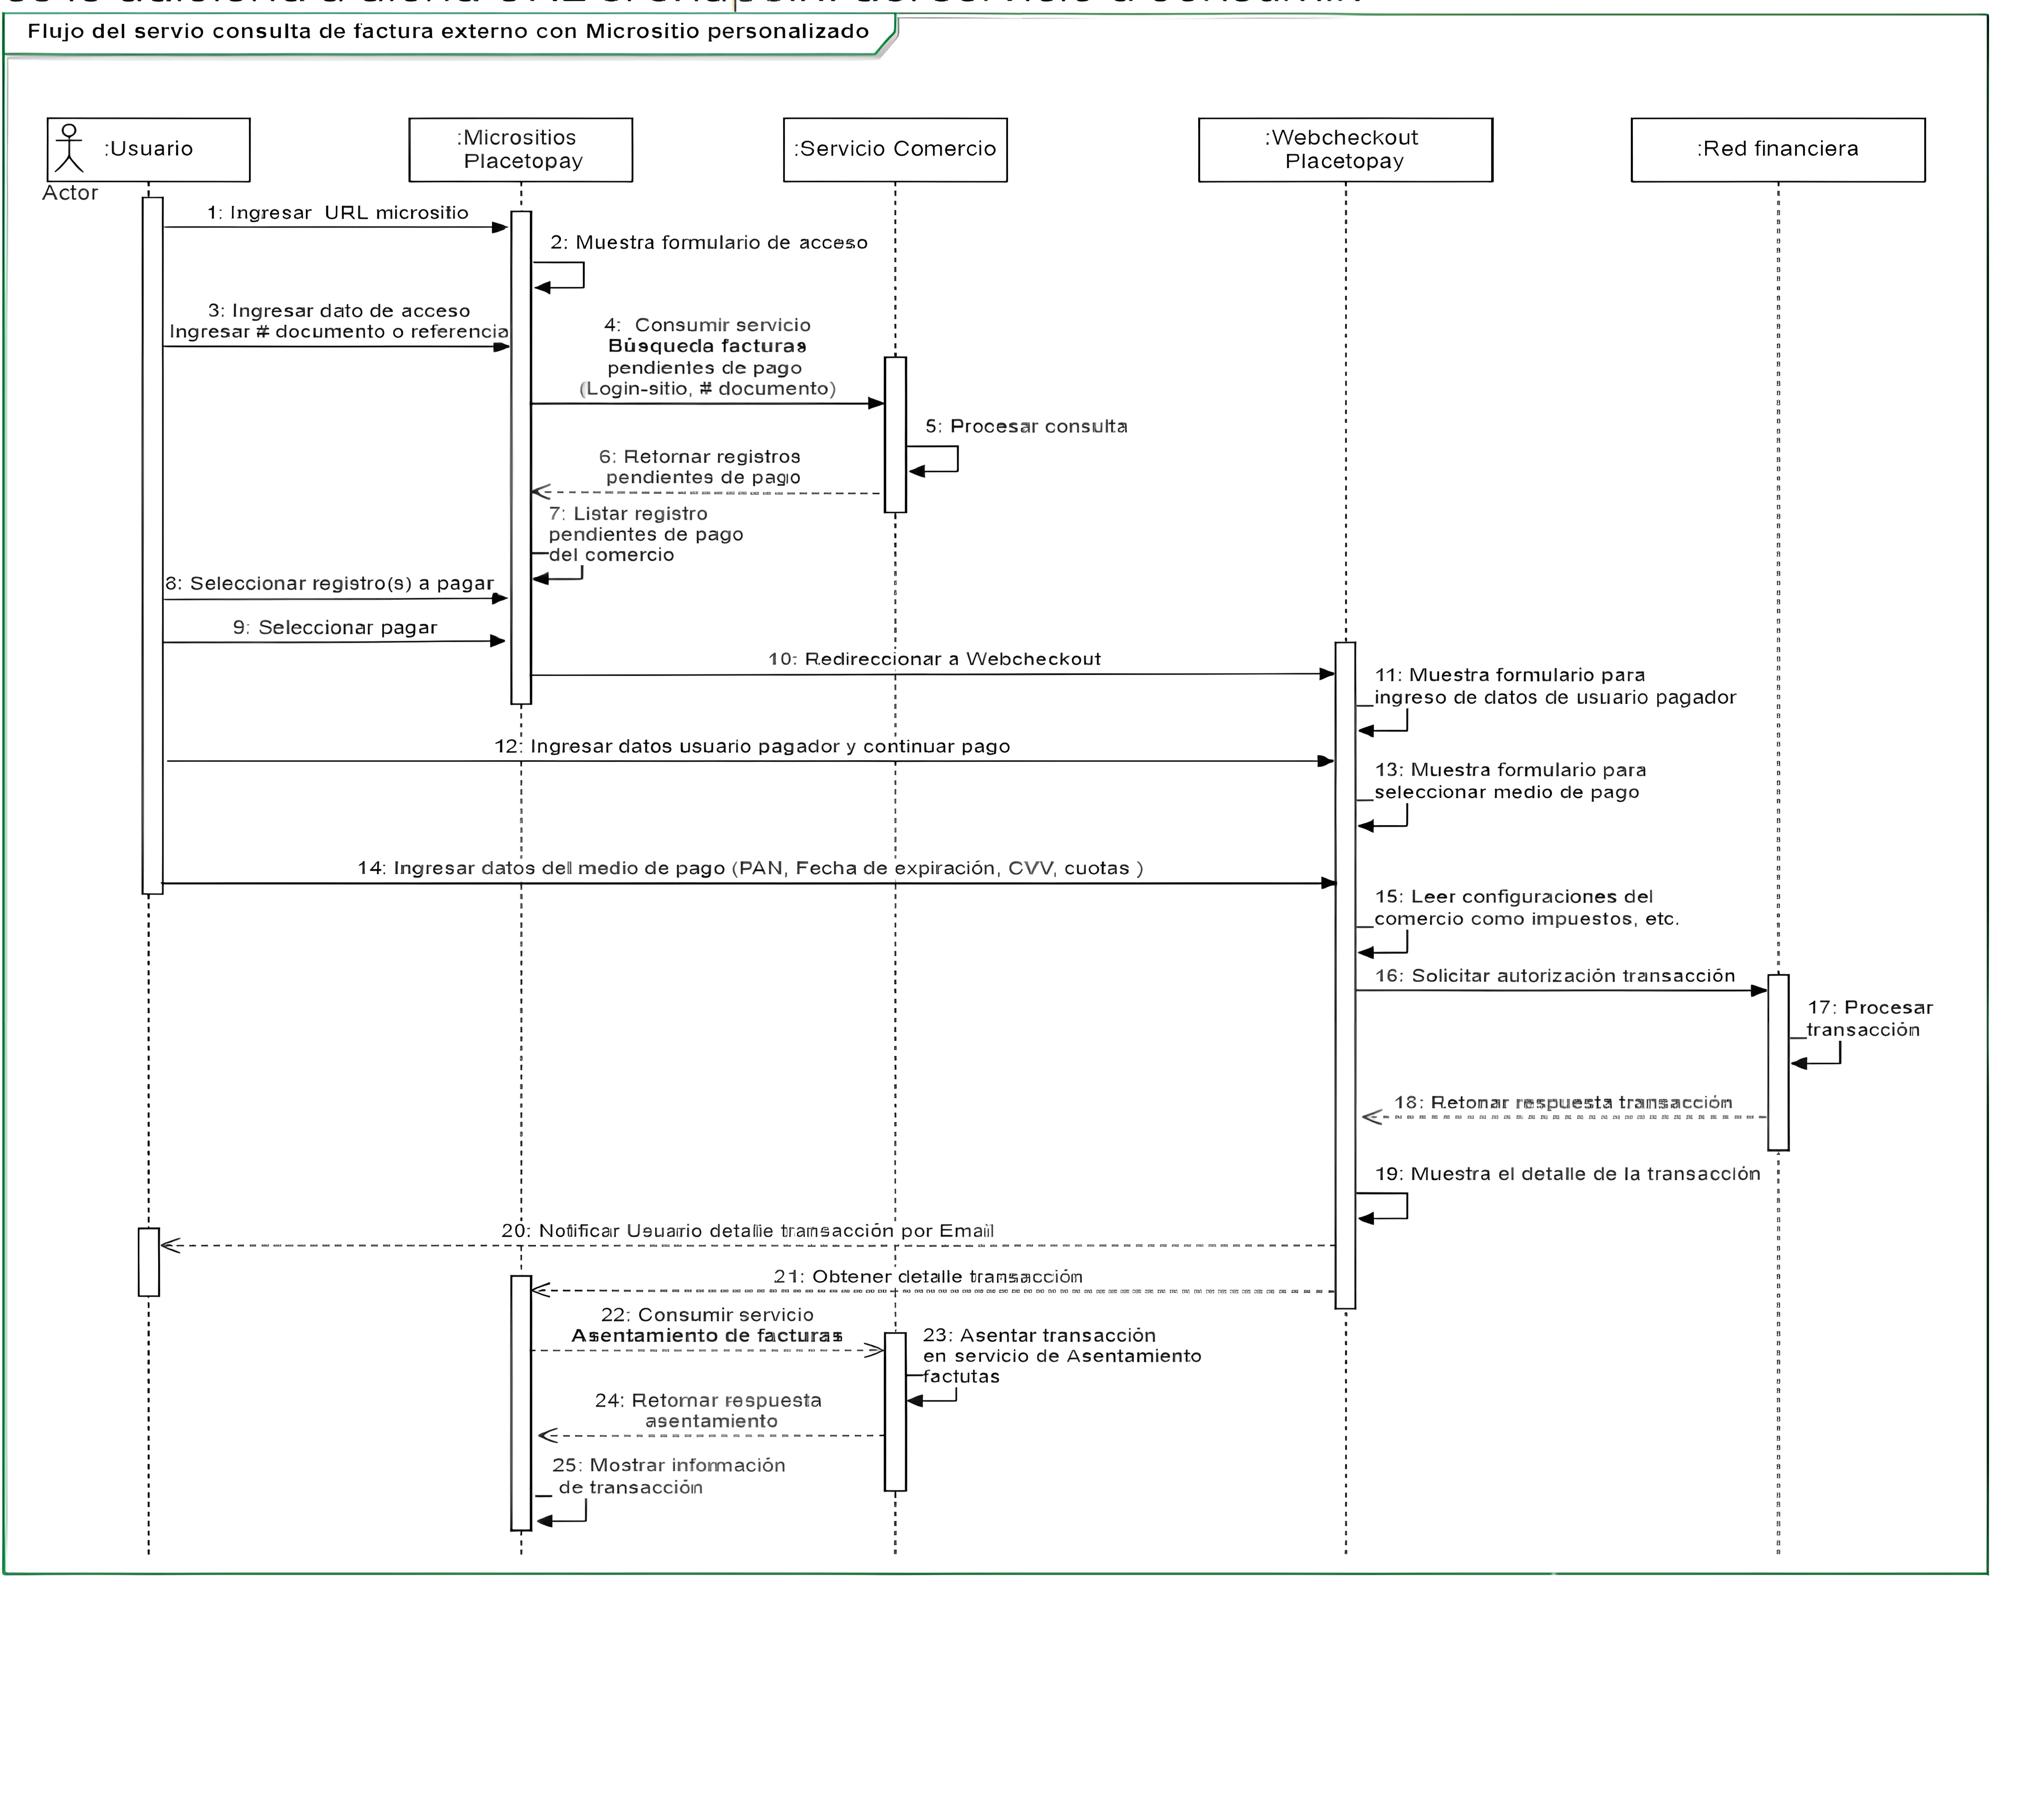 Flujo del servio consulta de factura externo con Micrositio personalizado
:Usuario
Actor
:Micrositios
Placetopay
:Servicio Comercio
:Webcheckout
Placetopay
:Red financiera
1: Ingresar URL micrositio
2: Muestra formulario de acceso
3: Ingresar dato de acceso
Ingresar # documento o referencia
4: Consumir servicio
Búsqueda facturas
pendientes de pago
(Login-sitio, # documento)
5: Procesar consulta
6: Retornar registros
pendientes de pago
7: Listar registro
pendientes de pago
del comercio
8: Seleccionar registro(s) a pagar
9: Seleccionar pagar
10: Redireccionar a Webcheckout
11: Muestra formulario para
ingreso de datos de usuario pagador
12: Ingresar datos usuario pagador y continuar pago
13: Muestra formulario para
seleccionar medio de pago
14: Ingresar datos del medio de pago (PAN, Fecha de expiración, CVV, cuotas )
15: Leer configuraciones del
comercio como impuestos, etc.
16: Solicitar autorización transacción
17: Procesar
transacción
18: Retornar respuesta transacción
19: Muestra el detalle de la transacción
20: Notificar Usuario detalle transacción por Email
21: Obtener detalle transacción
22: Consumir servicio
Asentamiento de facturas
23: Asentar transacción
en servicio de Asentamiento
factutas
24: Retornar respuesta
asentamiento
25: Mostrar información
de transacción